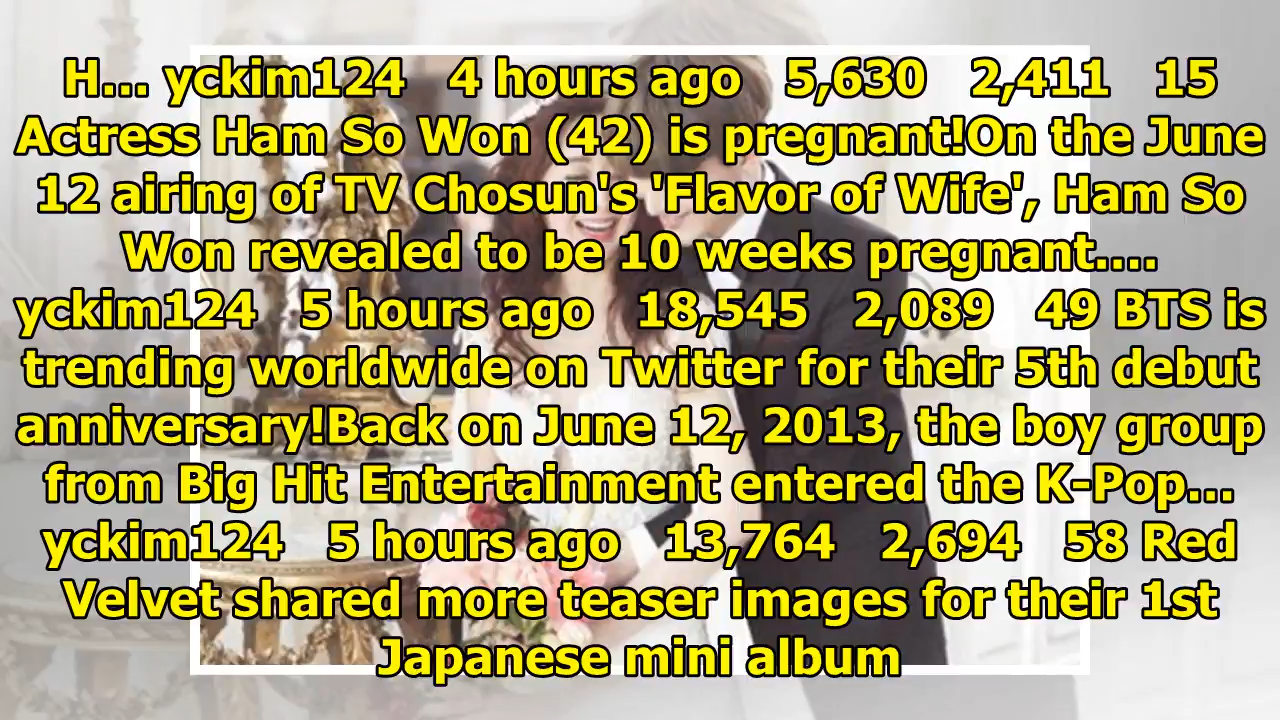 H... yckim124 4 hours ago 5,630 2,411 15
Actress Ham So Won (42) is pregnant!On the June
12 airing of TV Chosun's 'Flavor of Wife', Ham So
Won revealed to be 10 weeks pregnant....
yckim124 5 hours ago 18,545 2,089 49 BTS is
trending worldwide on Twitter for their 5th debut
anniversary!Back on June 12, 2013, the boy group
from Big Hit Entertainment entered the K-Pop...
yckim124 5 hours ago 13,764 2,694 58 Red
Velvet shared more teaser images for their 1st
Japanese mini album